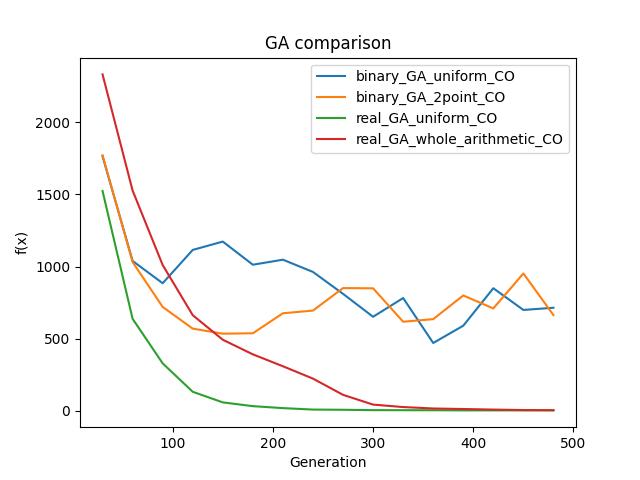 GA comparison
binary_GA_uniform_CO
binary_GA_2point_CO
real_GA_uniform_CO
real_GA_whole_arithmetic_CO
f(x)
2000
1500
1000
500
0
100 200 300 400 500
Generation